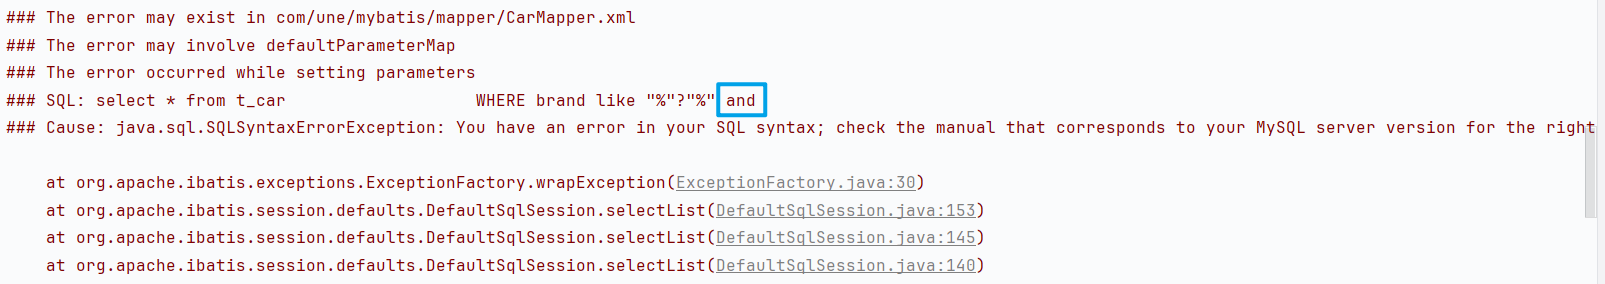 ### The error may exist in com/une/mybatis/mapper/CarMapper.xml
### The error may involve defaultParameterMap
### The error occurred while setting parameters
### SQL: select * from t_car                   WHERE brand like "%"?"%" and
### Cause: java.sql.SQLSyntaxErrorException: You have an error in your SQL syntax; check the manual that corresponds to your MySQL server version for the right
    at org.apache.ibatis.exceptions.ExceptionFactory.wrapException(ExceptionFactory.java:30)
    at org.apache.ibatis.session.defaults.DefaultSqlSession.selectList(DefaultSqlSession.java:153)
    at org.apache.ibatis.session.defaults.DefaultSqlSession.selectList(DefaultSqlSession.java:145)
    at org.apache.ibatis.session.defaults.DefaultSqlSession.selectList(DefaultSqlSession.java:140)